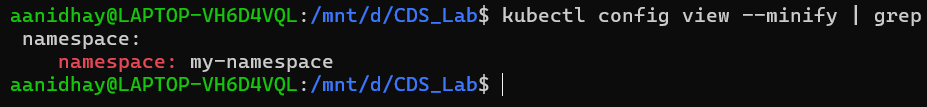 aanidhay@LAPTOP-VH6D4VQL:/mnt/d/CDS_Lab$ kubectl config view --minify | grep
 namespace:
    namespace: my-namespace
aanidhay@LAPTOP-VH6D4VQL:/mnt/d/CDS_Lab$